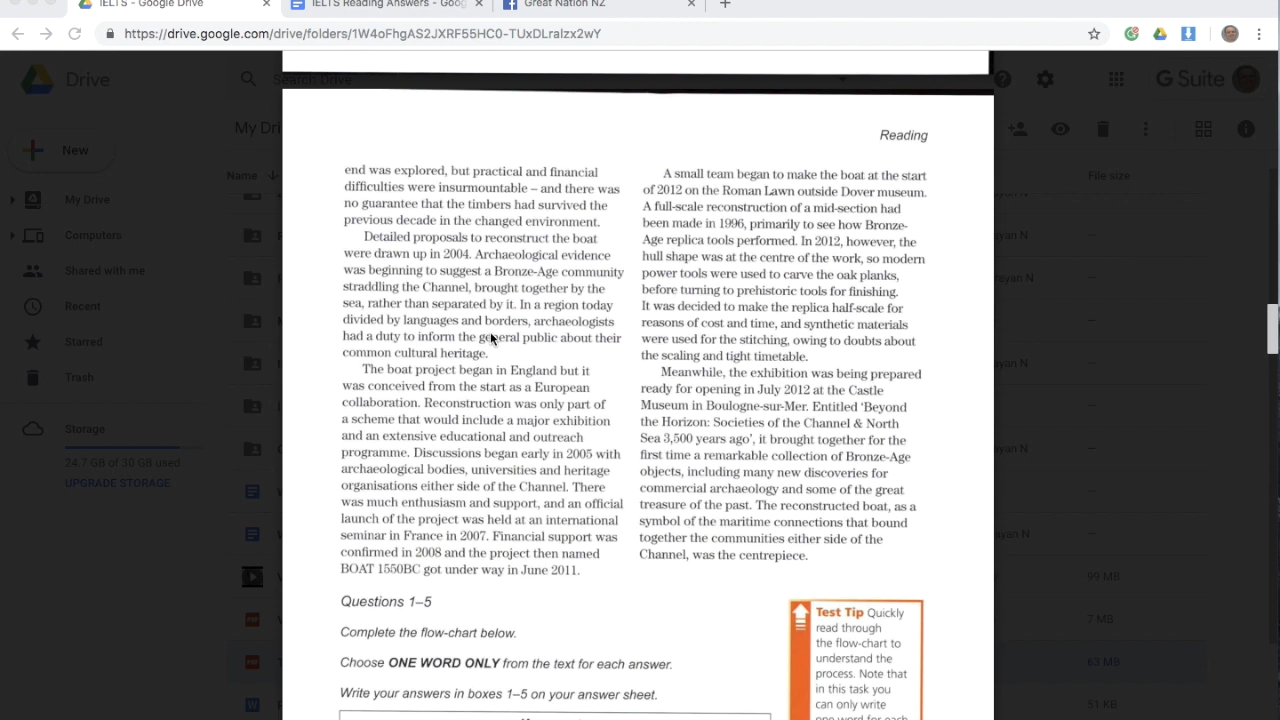 IELTS - Google Drive
IELTS Reading Answers - Goog
Great Nation NZ
https://drive.google.com/drive/folders/1W4oFhgAS2JXRF55HC0-TUxDLraIzx2wY
Drive
Search Drive
G Suite
My Dri
New
Name
File size
My Drive
Computers
Shared with me
Recent
Starred
Trash
Storage
24.7 GB of 30 GB used
UPGRADE STORAGE
99 MB
7 MB
63 MB
51 KB
Reading
end was explored, but practical and financial
difficulties were insurmountable – and there was
no guarantee that the timbers had survived the
previous decade in the changed environment.
Detailed proposals to reconstruct the boat
were drawn up in 2004. Archaeological evidence
was beginning to suggest a Bronze-Age community
straddling the Channel, brought together by the
sea, rather than separated by it. In a region today
divided by languages and borders, archaeologists
had a duty to inform the general public about their
common cultural heritage.
The boat project began in England but it
was conceived from the start as a European
collaboration. Reconstruction was only part of
a scheme that would include a major exhibition
and an extensive educational and outreach
programme. Discussions began early in 2005 with
archaeological bodies, universities and heritage
organisations either side of the Channel. There
was much enthusiasm and support, and an official
launch of the project was held at an international
seminar in France in 2007. Financial support was
confirmed in 2008 and the project then named
BOAT 1550BC got under way in June 2011.
A small team began to make the boat at the start
of 2012 on the Roman Lawn outside Dover museum.
A full-scale reconstruction of a mid-section had
been made in 1996, primarily to see how Bronze-
Age replica tools performed. In 2012, however, the
hull shape was at the centre of the work, so modern
power tools were used to carve the oak planks,
before turning to prehistoric tools for finishing.
It was decided to make the replica half-scale for
reasons of cost and time, and synthetic materials
were used for the stitching, owing to doubts about
the scaling and tight timetable.
Meanwhile, the exhibition was being prepared
ready for opening in July 2012 at the Castle
Museum in Boulogne-sur-Mer. Entitled ‘Beyond
the Horizon: Societies of the Channel & North
Sea 3,500 years ago’, it brought together for the
first time a remarkable collection of Bronze-Age
objects, including many new discoveries for
commercial archaeology and some of the great
treasure of the past. The reconstructed boat, as a
symbol of the maritime connections that bound
together the communities either side of the
Channel, was the centrepiece.
Questions 1–5
Complete the flow-chart below.
Choose ONE WORD ONLY from the text for each answer.
Write your answers in boxes 1–5 on your answer sheet.
Test Tip Quickly
read through
the flow-chart to
understand the
process. Note that
in this task you
can only write
one word for each